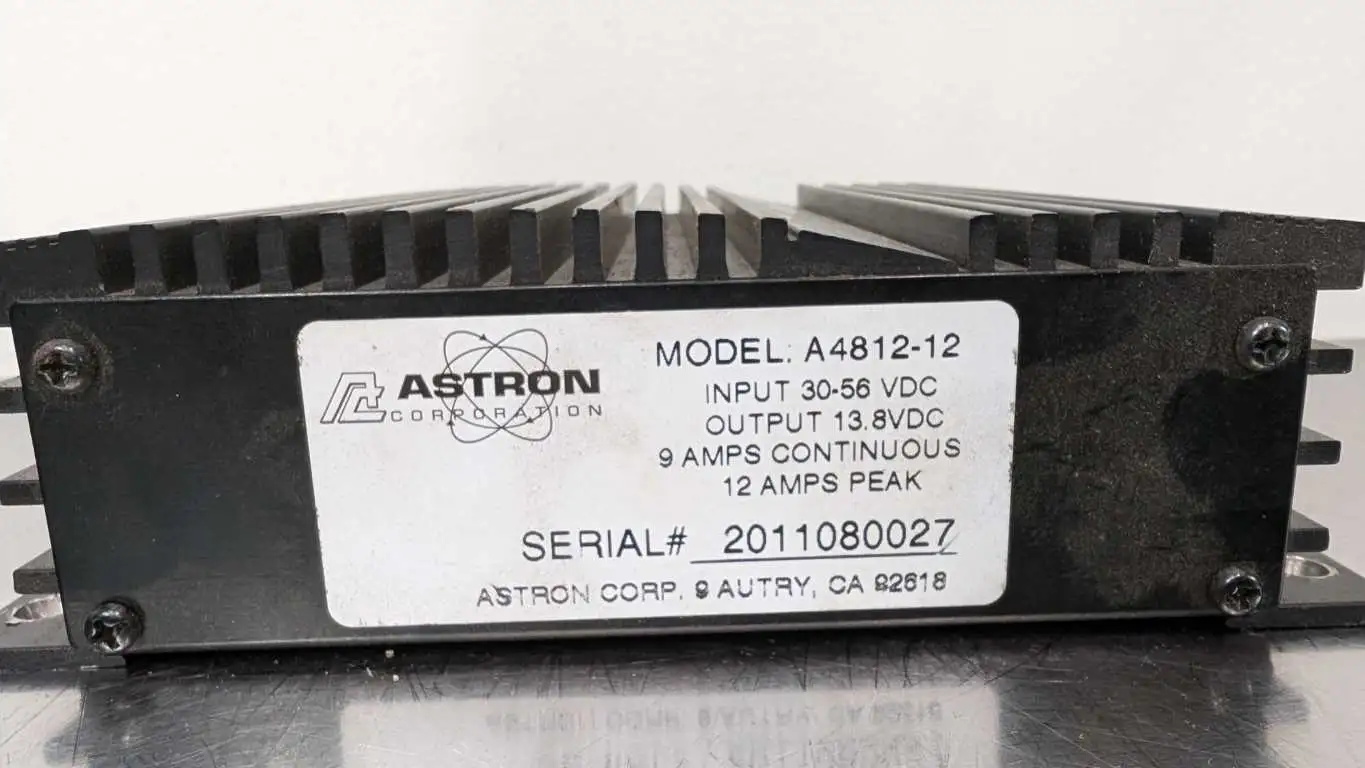 ASTRON
CORPORATION
MODEL: A4812-12
INPUT 30-56 VDC
OUTPUT 13.8VDC
9 AMPS CONTINUOUS
12 AMPS PEAK
SERIAL# 2011080027
ASTRON CORP. 9 AUTRY, CA 92618